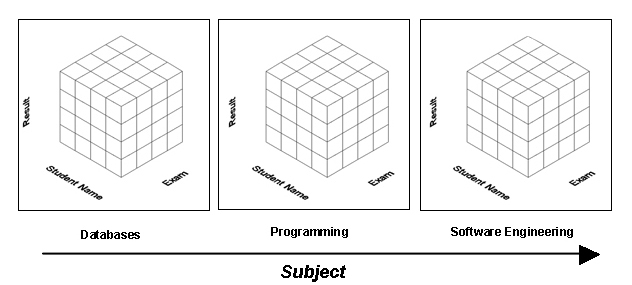 Result
Student Name
Exam
Result
Student Name
Exam
Result
Student Name
Exam
Databases
Programming
Software Engineering
Subject